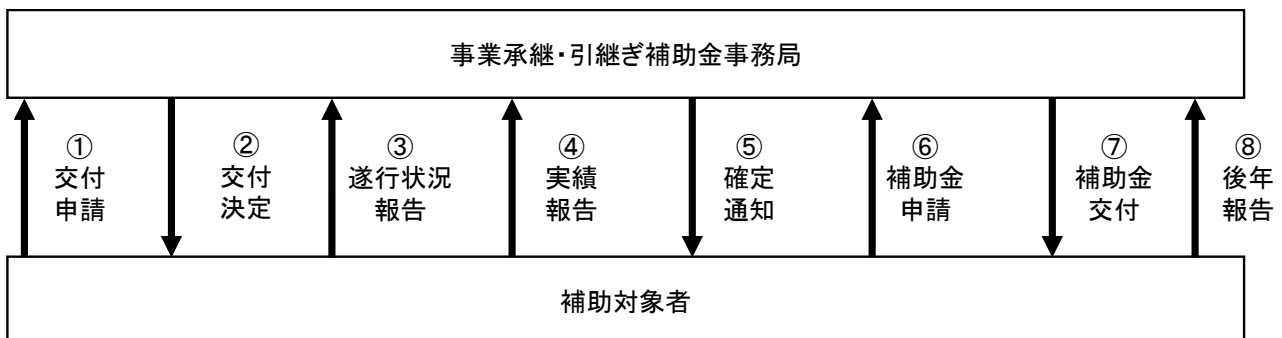 事業承継・引継ぎ補助金事務局
①
交付
申請
②
交付
決定
③
遂行状況
報告
④
実績
報告
⑤
確定
通知
⑥
補助金
申請
⑦
補助金
交付
⑧
後年
報告
補助対象者